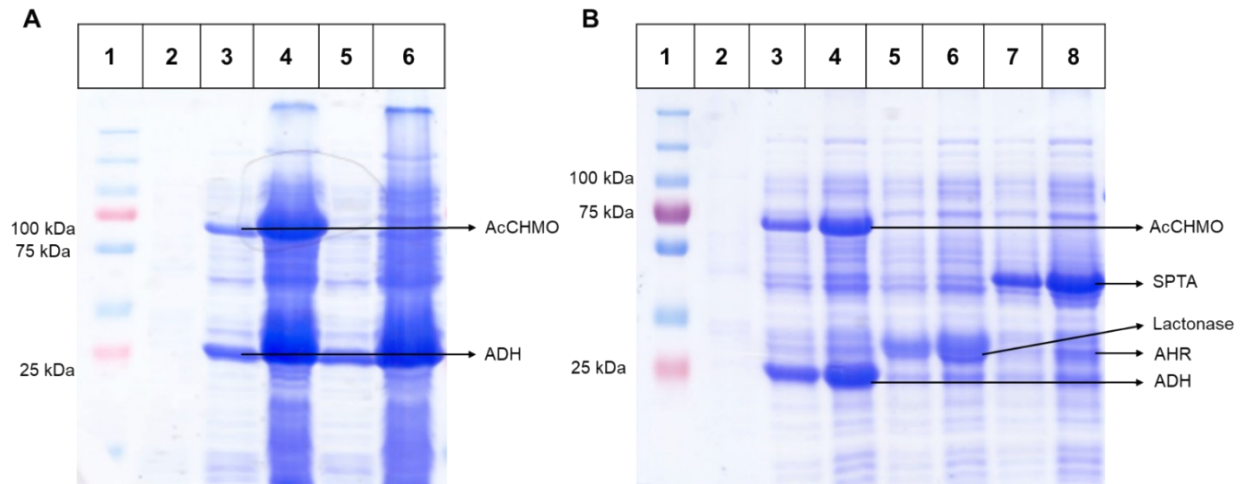 A
1 2 3 4 5 6
100 kDa
75 kDa
25 kDa
AcCHMO
ADH
B
1 2 3 4 5 6 7 8
100 kDa
75 kDa
25 kDa
AcCHMO
SPTA
Lactonase
AHR
ADH